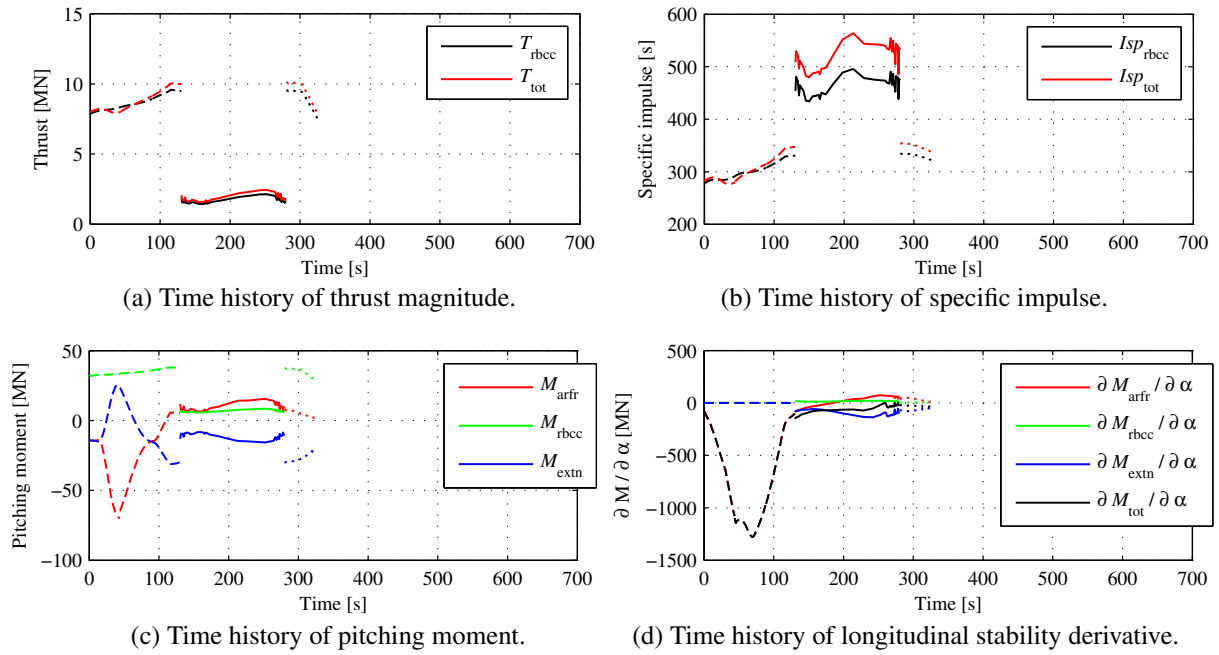 15
10
5
0
Thrust [MN]
T_rbcc
T_tot
0 100 200 300 400 500 600 700
Time [s]
(a) Time history of thrust magnitude.
600
500
400
300
200
Specific impulse [s]
Isp_rbcc
Isp_tot
0 100 200 300 400 500 600 700
Time [s]
(b) Time history of specific impulse.
50
0
−50
−100
Pitching moment [MN]
M_arfr
M_rbcc
M_extn
0 100 200 300 400 500 600 700
Time [s]
(c) Time history of pitching moment.
500
0
−500
−1000
−1500
∂ M / ∂ α [MN]
∂ M_arfr / ∂ α
∂ M_rbcc / ∂ α
∂ M_extn / ∂ α
∂ M_tot / ∂ α
0 100 200 300 400 500 600 700
Time [s]
(d) Time history of longitudinal stability derivative.